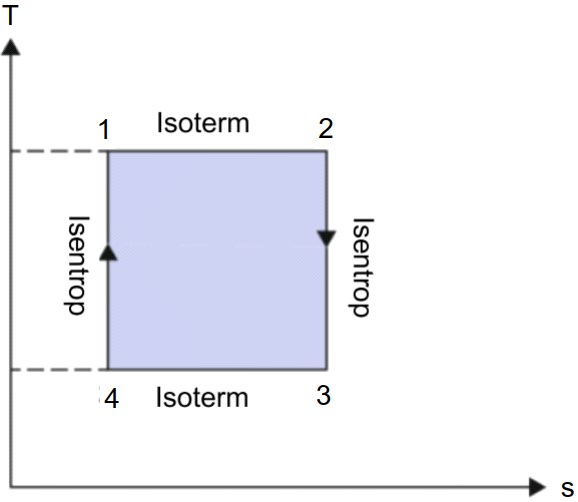 T
1
Isoterm
2
Isentrop
Isentrop
4
Isoterm
3
s